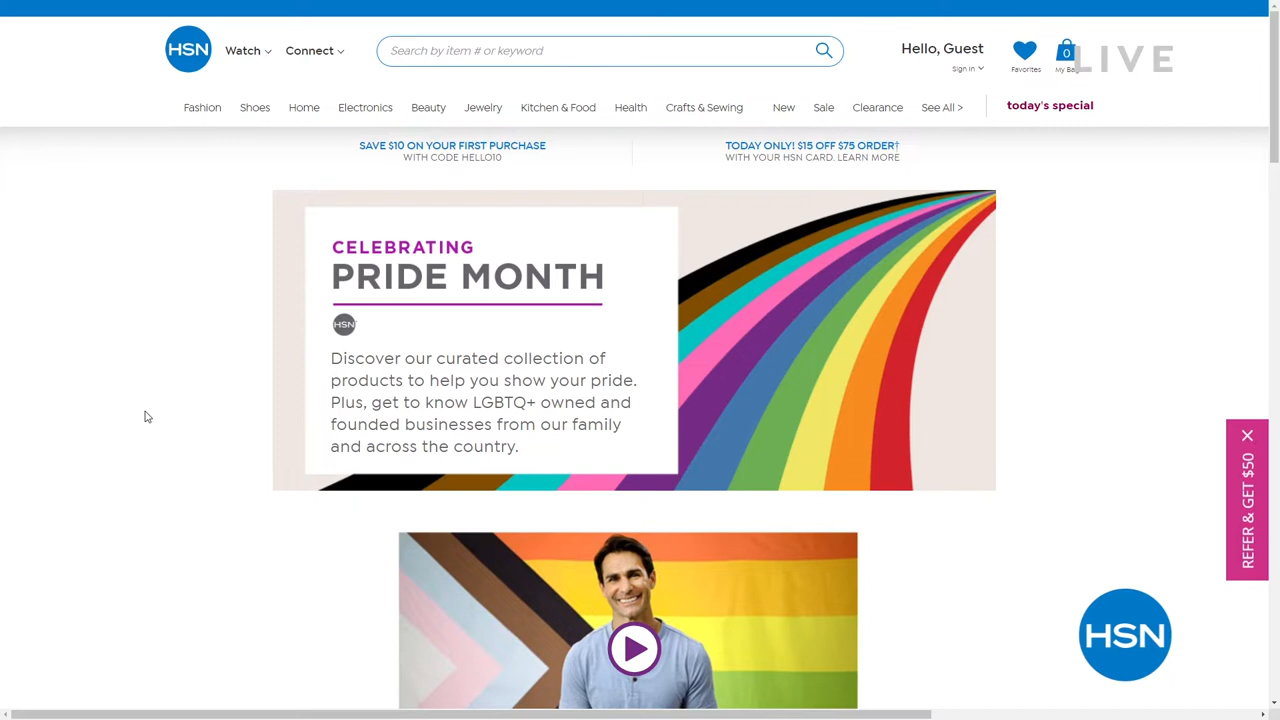 HSN
Watch
Connect
Search by item # or keyword
Hello, Guest
Sign In
Favorites
0
My Bag
LIVE
Fashion
Shoes
Home
Electronics
Beauty
Jewelry
Kitchen & Food
Health
Crafts & Sewing
New
Sale
Clearance
See All >
today's special
SAVE $10 ON YOUR FIRST PURCHASE
WITH CODE HELLO10
TODAY ONLY! $15 OFF $75 ORDER†
WITH YOUR HSN CARD. LEARN MORE
CELEBRATING
PRIDE MONTH
HSN
Discover our curated collection of
products to help you show your pride.
Plus, get to know LGBTQ+ owned and
founded businesses from our family
and across the country.
REFER & GET $50
HSN